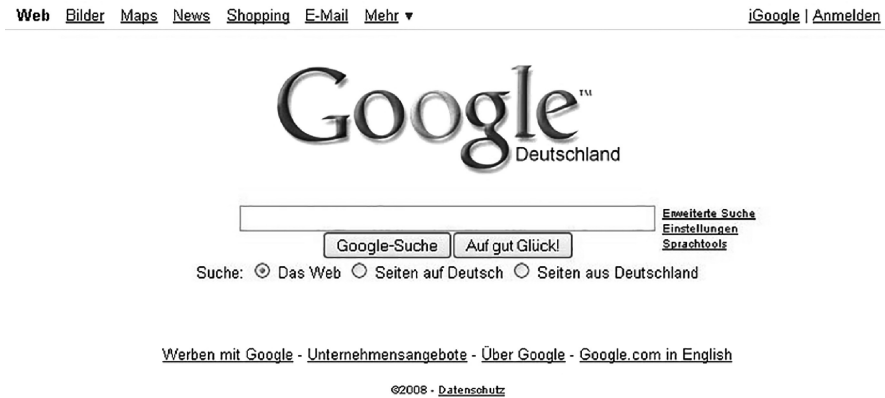 Web Bilder Maps News Shopping E-Mail Mehr ▼ iGoogle | Anmelden
Google™
Deutschland
Erweiterte Suche
Einstellungen
Sprachtools
Google-Suche Auf gut Glück!
Suche: Das Web Seiten auf Deutsch Seiten aus Deutschland
Werben mit Google - Unternehmensangebote - Über Google - Google.com in English
©2008 - Datenschutz